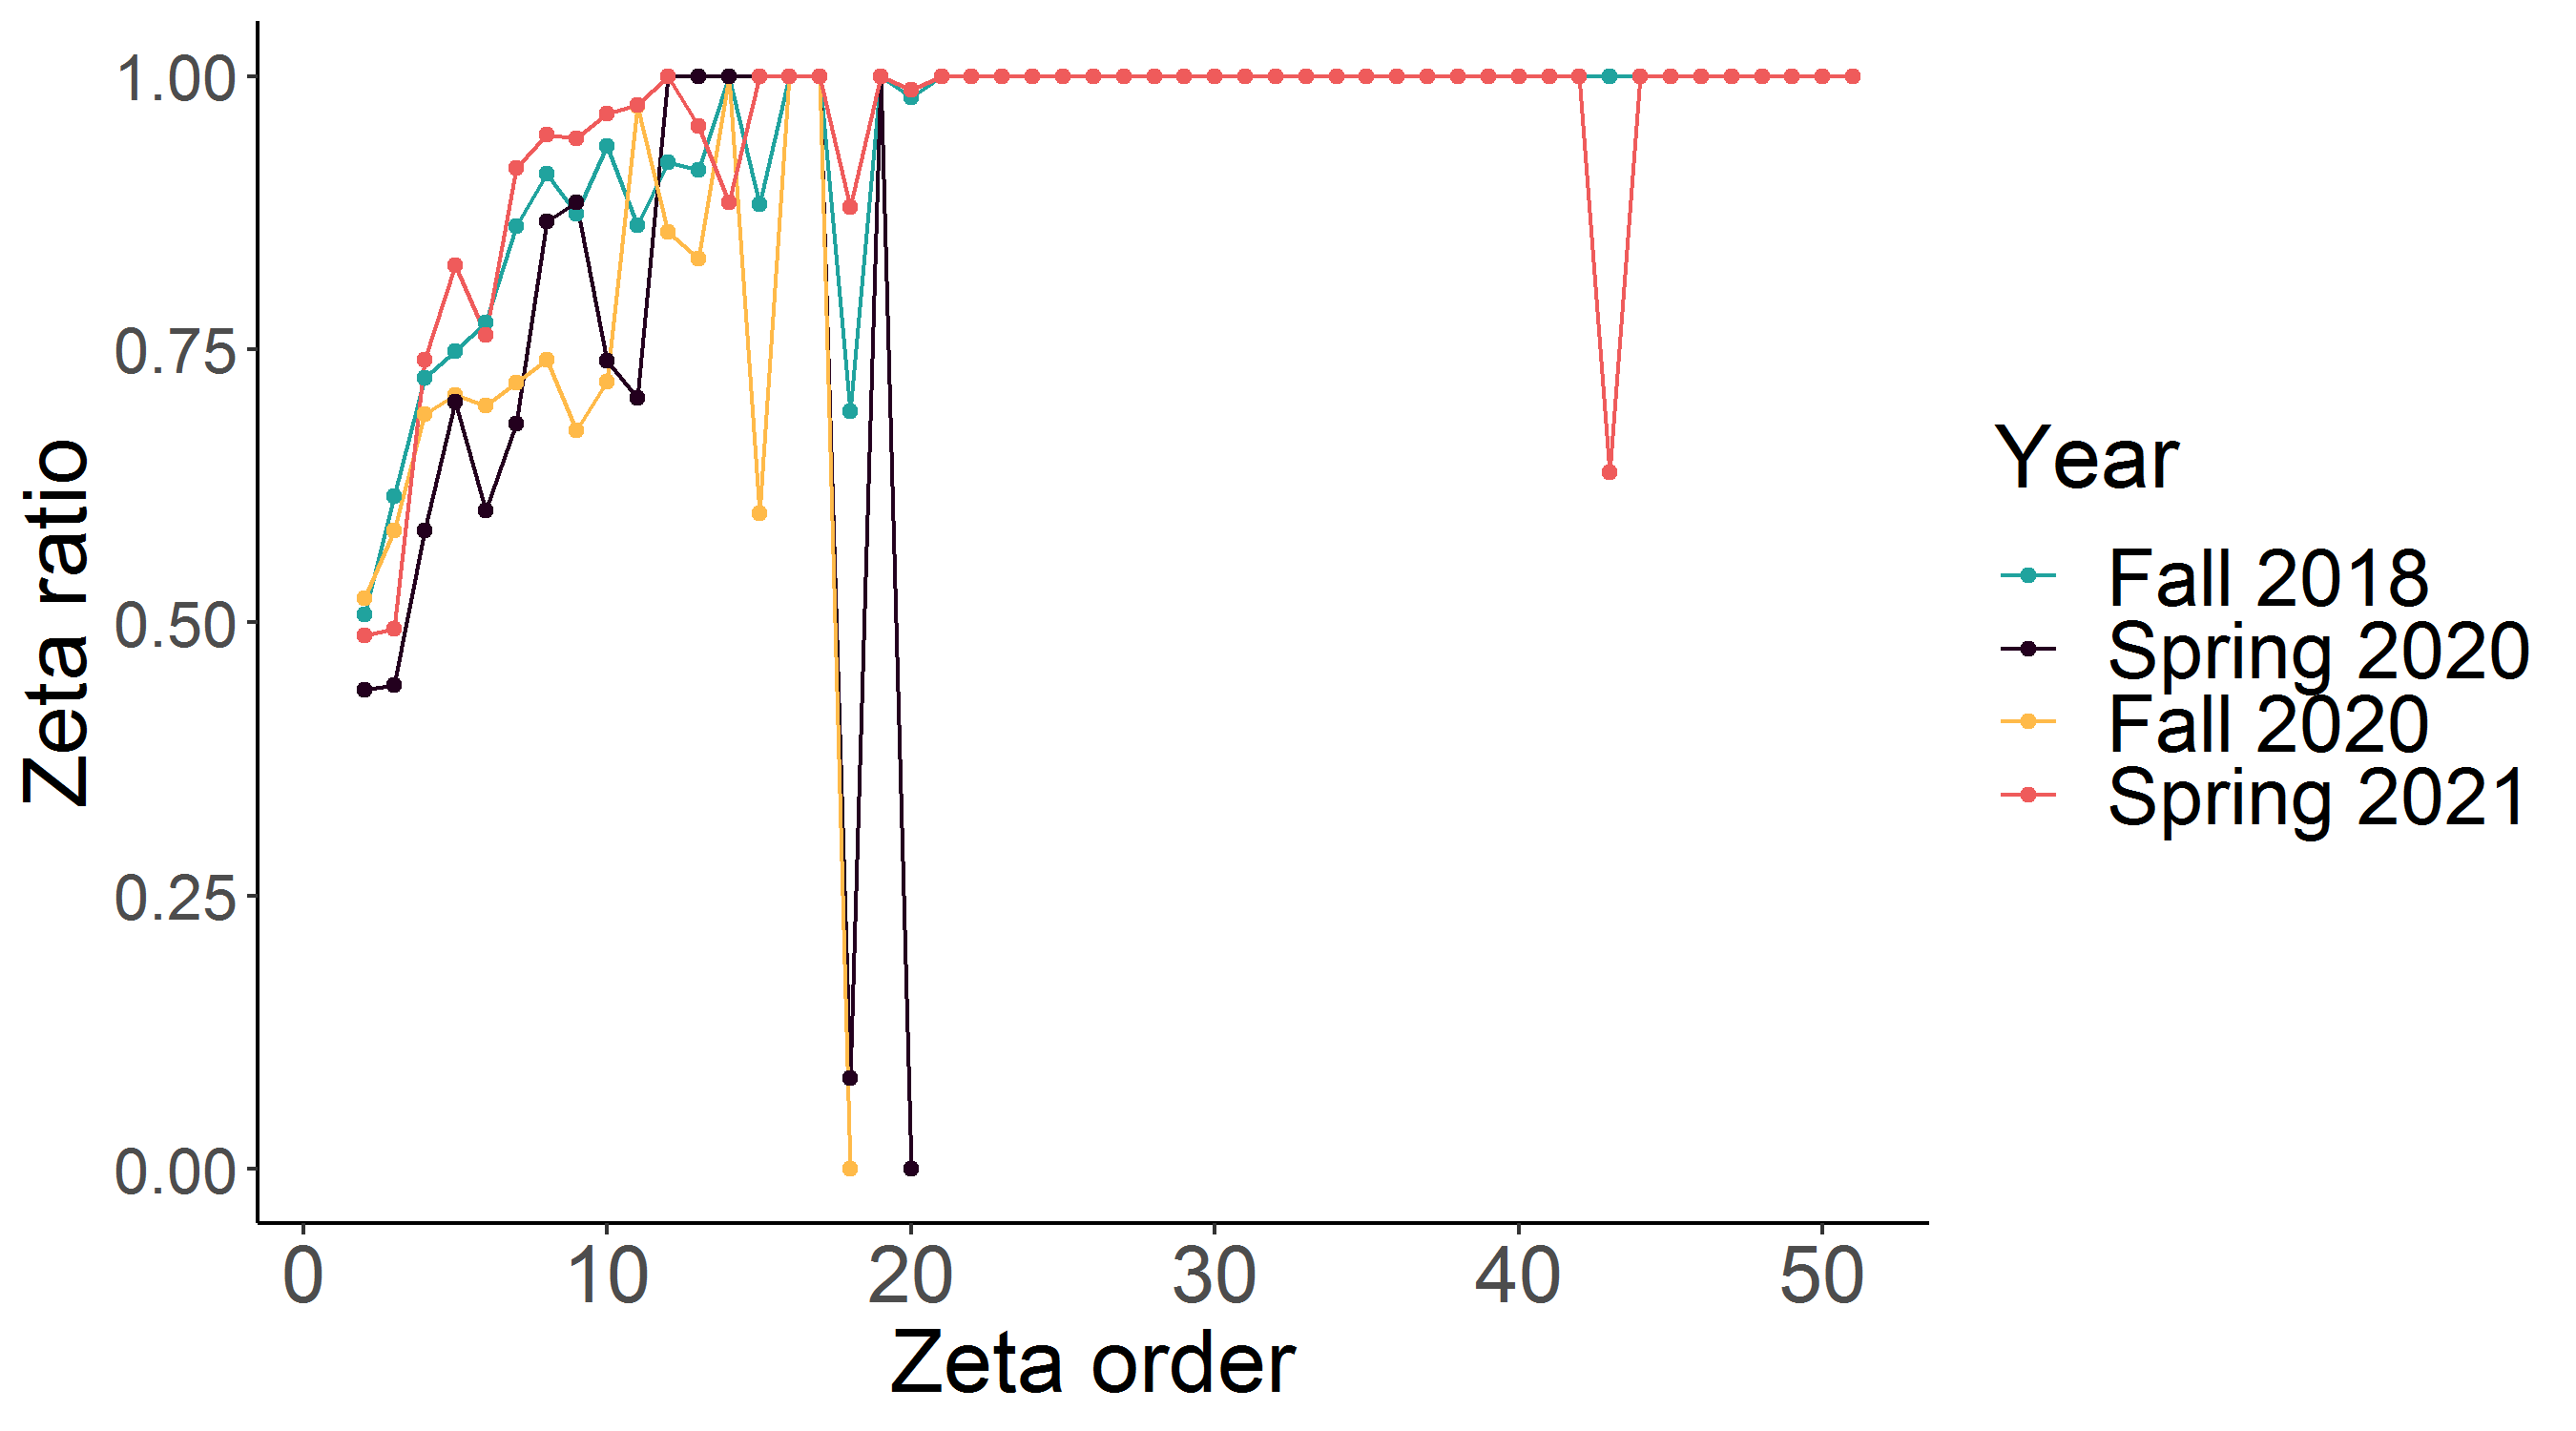 1.00
0.75
0.50
0.25
0.00
Zeta ratio
0 10 20 30 40 50
Zeta order
Year
Fall 2018
Spring 2020
Fall 2020
Spring 2021